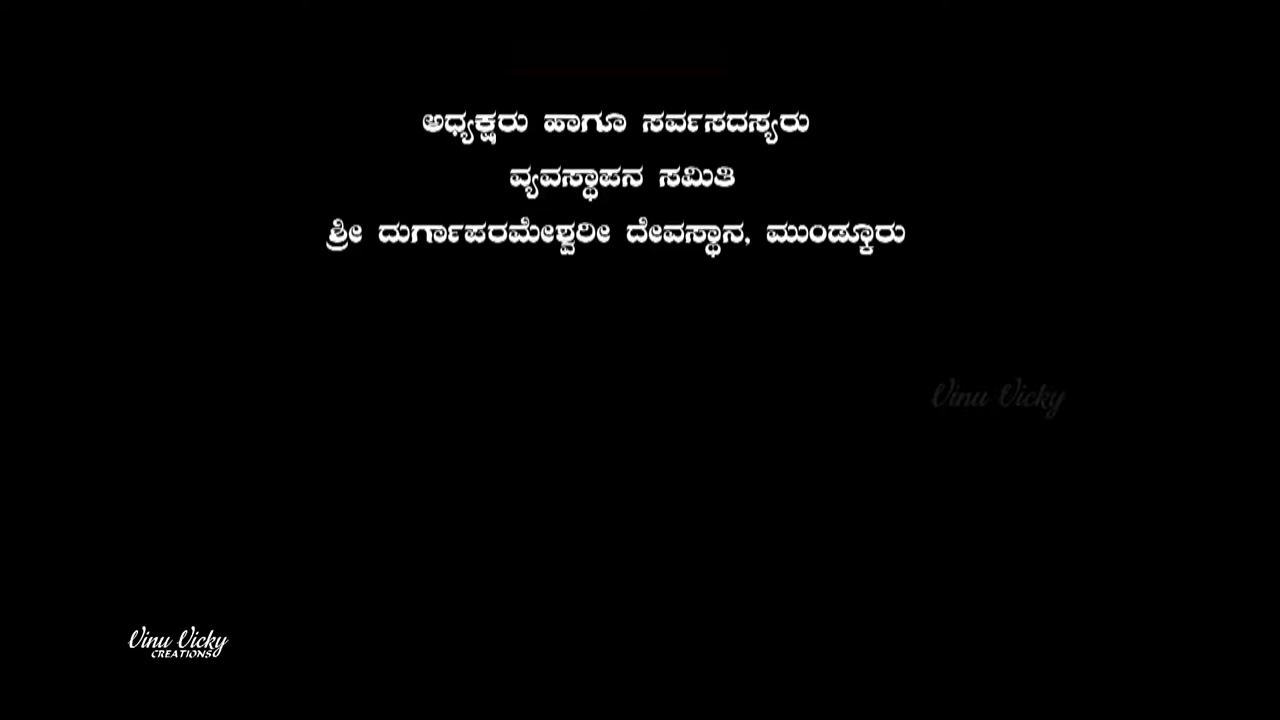 ಅಧ್ಯಕ್ಷರು ಹಾಗೂ ಸರ್ವಸದಸ್ಯರು
ವ್ಯವಸ್ಥಾಪನ ಸಮಿತಿ
ಶ್ರೀ ದುರ್ಗಾಪರಮೇಶ್ವರೀ ದೇವಸ್ಥಾನ, ಮುಂಡ್ಕೂರು
Vinu Vicky
Vinu Vicky
CREATIONS